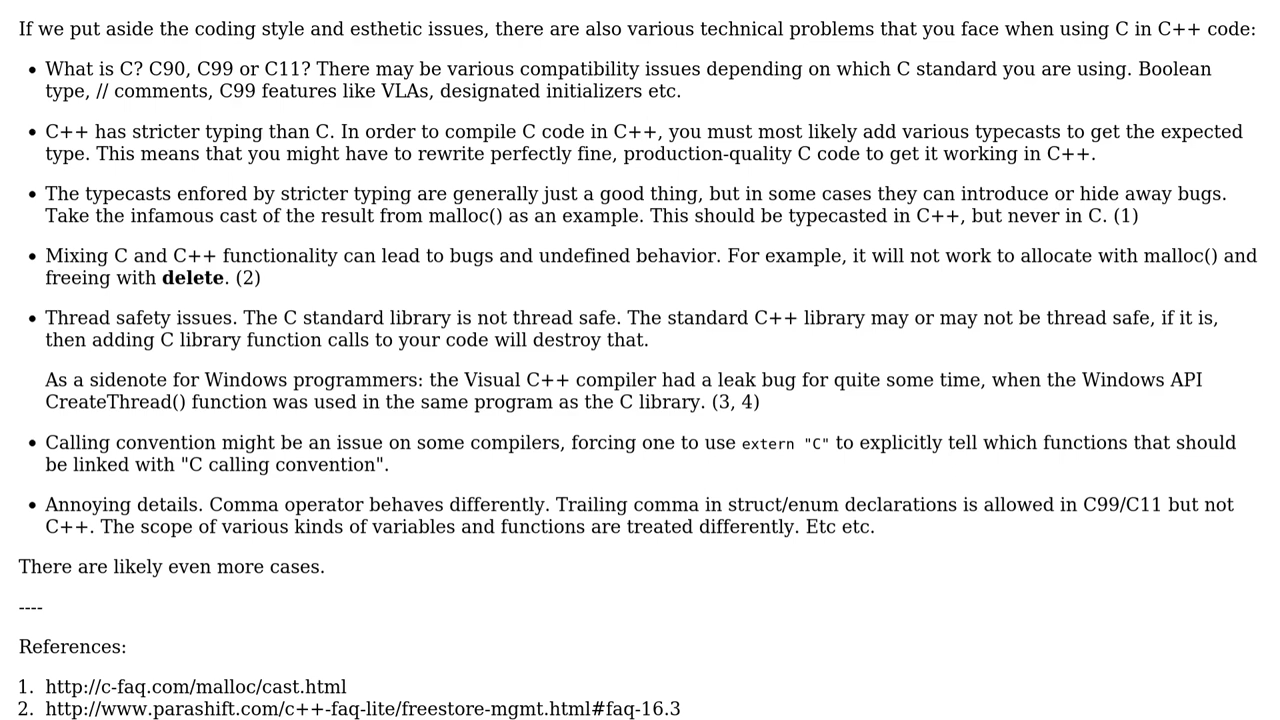 If we put aside the coding style and esthetic issues, there are also various technical problems that you face when using C in C++ code:
• What is C? C90, C99 or C11? There may be various compatibility issues depending on which C standard you are using. Boolean
type, // comments, C99 features like VLAs, designated initializers etc.
• C++ has stricter typing than C. In order to compile C code in C++, you must most likely add various typecasts to get the expected
type. This means that you might have to rewrite perfectly fine, production-quality C code to get it working in C++.
• The typecasts enfored by stricter typing are generally just a good thing, but in some cases they can introduce or hide away bugs.
Take the infamous cast of the result from malloc() as an example. This should be typecasted in C++, but never in C. (1)
• Mixing C and C++ functionality can lead to bugs and undefined behavior. For example, it will not work to allocate with malloc() and
freeing with delete. (2)
• Thread safety issues. The C standard library is not thread safe. The standard C++ library may or may not be thread safe, if it is,
then adding C library function calls to your code will destroy that.
As a sidenote for Windows programmers: the Visual C++ compiler had a leak bug for quite some time, when the Windows API
CreateThread() function was used in the same program as the C library. (3, 4)
• Calling convention might be an issue on some compilers, forcing one to use extern "C" to explicitly tell which functions that should
be linked with "C calling convention".
• Annoying details. Comma operator behaves differently. Trailing comma in struct/enum declarations is allowed in C99/C11 but not
C++. The scope of various kinds of variables and functions are treated differently. Etc etc.
There are likely even more cases.
----
References:
1. http://c-faq.com/malloc/cast.html
2. http://www.parashift.com/c++-faq-lite/freestore-mgmt.html#faq-16.3